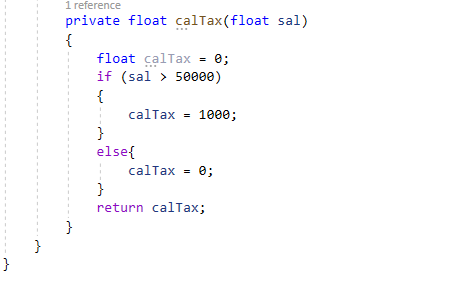 1 reference
private float calTax(float sal)
{
float calTax = 0;
if (sal > 50000)
{
calTax = 1000;
}
else{
calTax = 0;
}
return calTax;
}
}
}